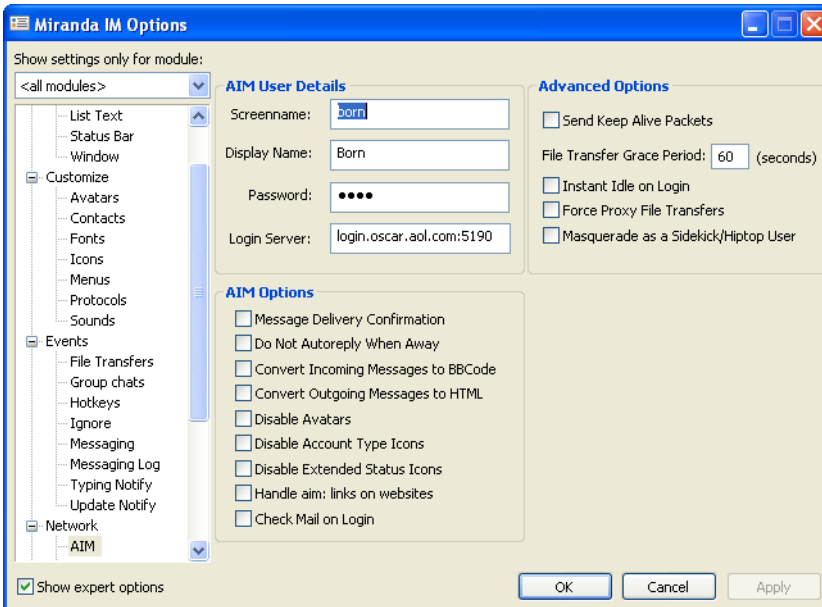 Miranda IM Options
Show settings only for module:
<all modules>
List Text
Status Bar
Window
Customize
Avatars
Contacts
Fonts
Icons
Menus
Protocols
Sounds
Events
File Transfers
Group chats
Hotkeys
Ignore
Messaging
Messaging Log
Typing Notify
Update Notify
Network
AIM
Show expert options
AIM User Details
Screenname: born
Display Name: Born
Password: ••••
Login Server: login.oscar.aol.com:5190
AIM Options
Message Delivery Confirmation
Do Not Autoreply When Away
Convert Incoming Messages to BBCode
Convert Outgoing Messages to HTML
Disable Avatars
Disable Account Type Icons
Disable Extended Status Icons
Handle aim: links on websites
Check Mail on Login
Advanced Options
Send Keep Alive Packets
File Transfer Grace Period: 60 (seconds)
Instant Idle on Login
Force Proxy File Transfers
Masquerade as a Sidekick/Hiptop User
OK Cancel Apply